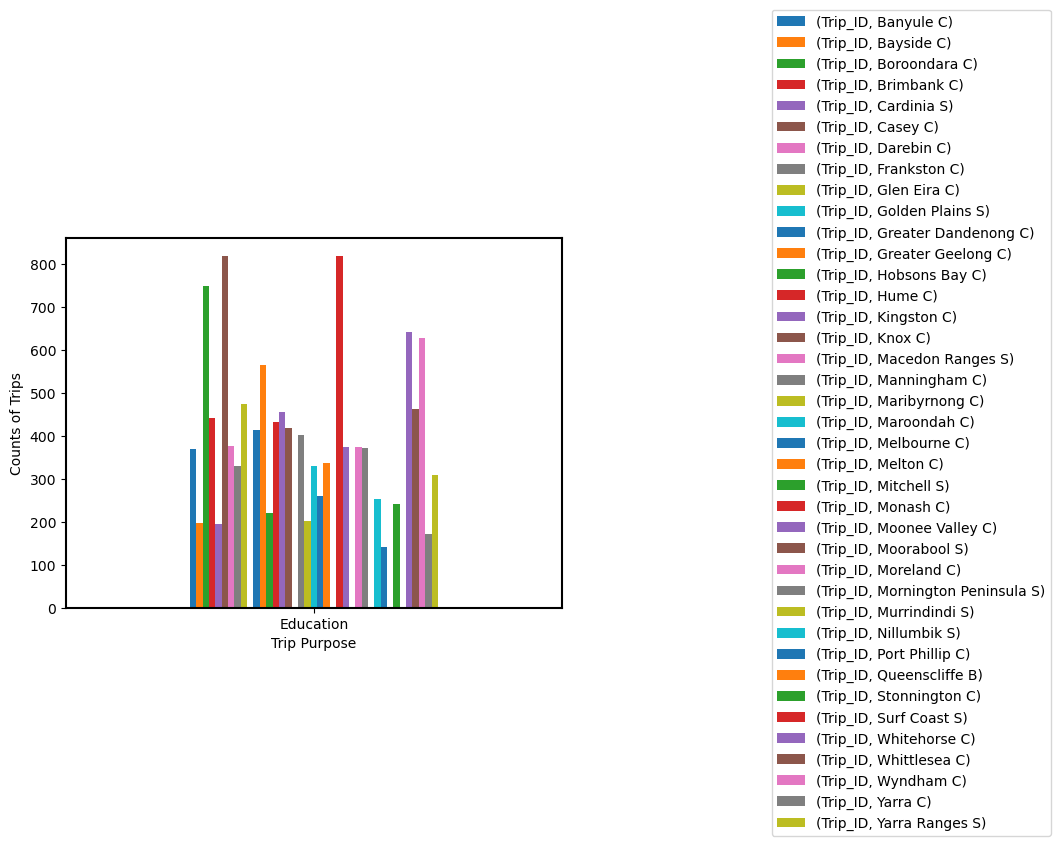 800
700
600
500
400
300
200
100
0
Counts of Trips
Education
Trip Purpose
(Trip_ID, Banyule C)
(Trip_ID, Bayside C)
(Trip_ID, Boroondara C)
(Trip_ID, Brimbank C)
(Trip_ID, Cardinia S)
(Trip_ID, Casey C)
(Trip_ID, Darebin C)
(Trip_ID, Frankston C)
(Trip_ID, Glen Eira C)
(Trip_ID, Golden Plains S)
(Trip_ID, Greater Dandenong C)
(Trip_ID, Greater Geelong C)
(Trip_ID, Hobsons Bay C)
(Trip_ID, Hume C)
(Trip_ID, Kingston C)
(Trip_ID, Knox C)
(Trip_ID, Macedon Ranges S)
(Trip_ID, Manningham C)
(Trip_ID, Maribyrnong C)
(Trip_ID, Maroondah C)
(Trip_ID, Melbourne C)
(Trip_ID, Melton C)
(Trip_ID, Mitchell S)
(Trip_ID, Monash C)
(Trip_ID, Moonee Valley C)
(Trip_ID, Moorabool S)
(Trip_ID, Moreland C)
(Trip_ID, Mornington Peninsula S)
(Trip_ID, Murrindindi S)
(Trip_ID, Nillumbik S)
(Trip_ID, Port Phillip C)
(Trip_ID, Queenscliffe B)
(Trip_ID, Stonnington C)
(Trip_ID, Surf Coast S)
(Trip_ID, Whitehorse C)
(Trip_ID, Whittlesea C)
(Trip_ID, Wyndham C)
(Trip_ID, Yarra C)
(Trip_ID, Yarra Ranges S)